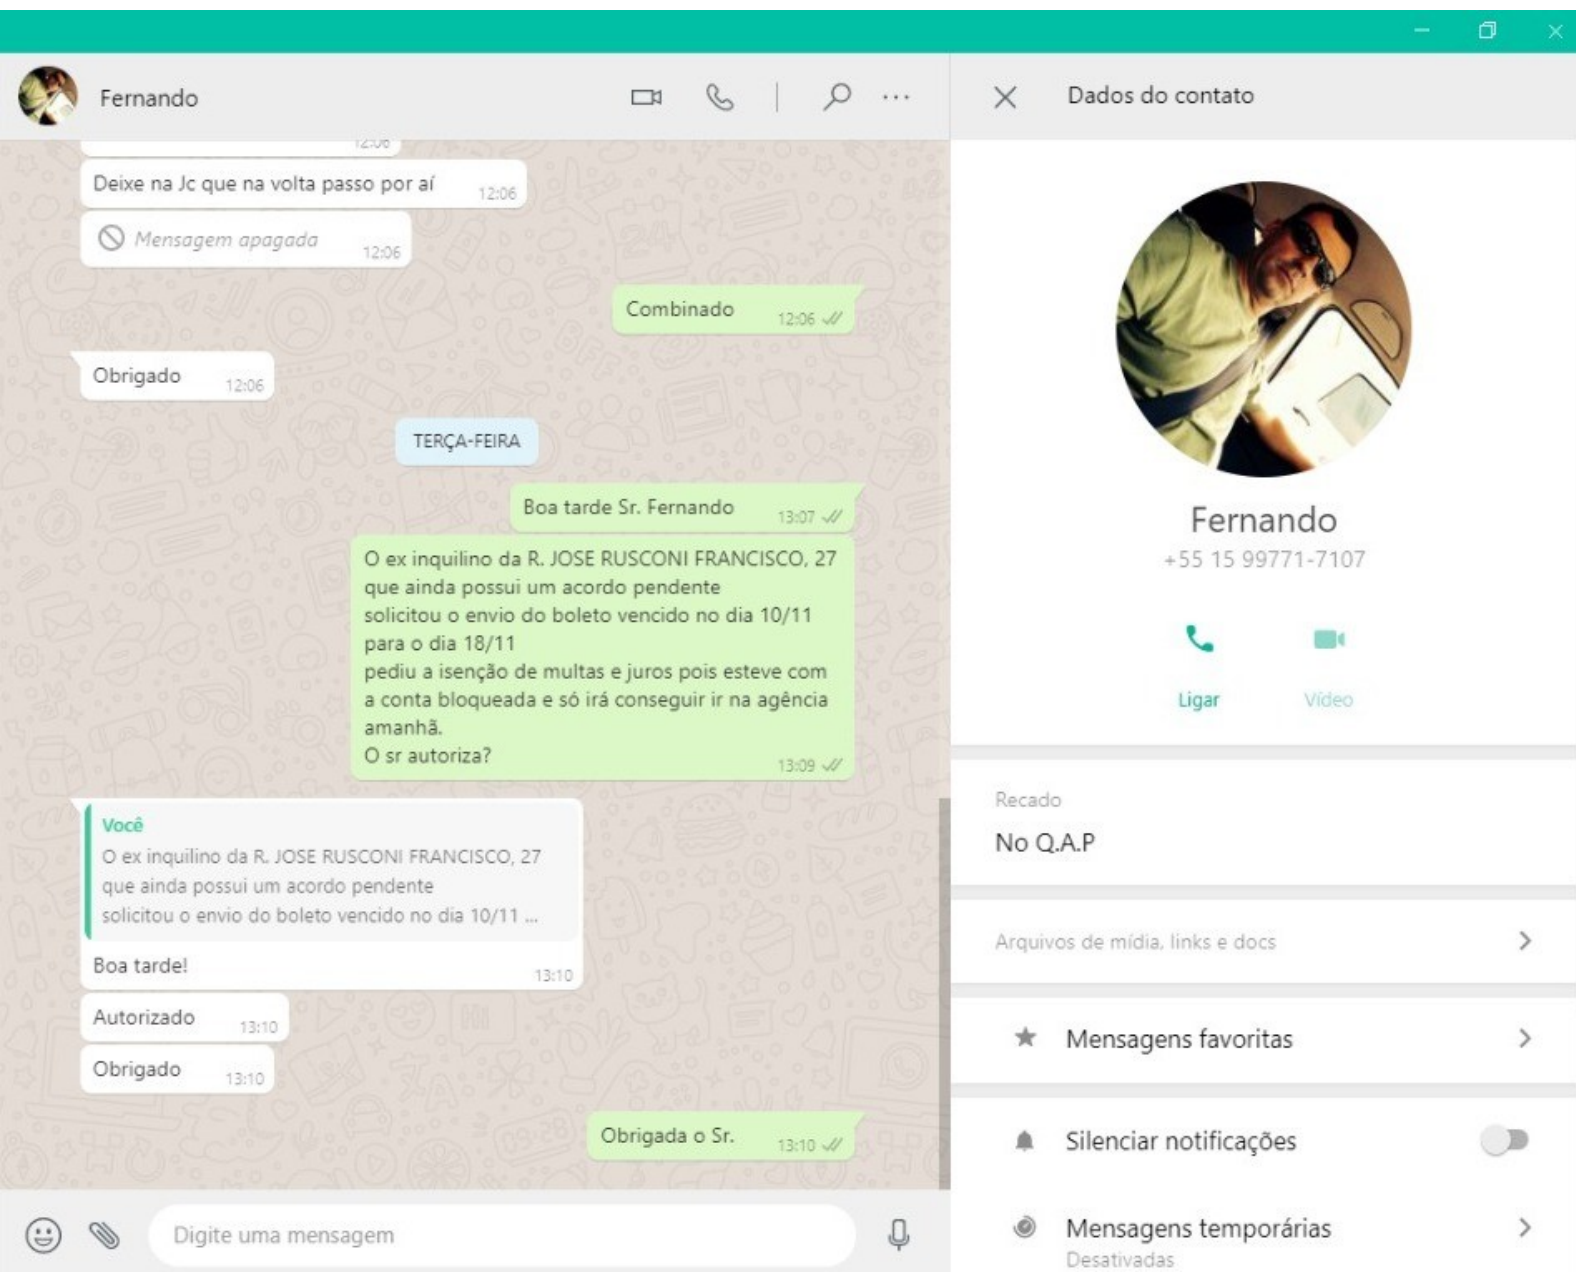 Fernando
12:06
Deixe na Jc que na volta passo por aí 12:06
Mensagem apagada 12:06
Combinado 12:06
Obrigado 12:06
TERÇA-FEIRA
Boa tarde Sr. Fernando 13:07
O ex inquilino da R. JOSE RUSCONI FRANCISCO, 27
que ainda possui um acordo pendente
solicitou o envio do boleto vencido no dia 10/11
para o dia 18/11
pediu a isenção de multas e juros pois esteve com
a conta bloqueada e só irá conseguir ir na agência
amanhã.
O sr autoriza? 13:09
Você
O ex inquilino da R. JOSE RUSCONI FRANCISCO, 27
que ainda possui um acordo pendente
solicitou o envio do boleto vencido no dia 10/11 ...
Boa tarde! 13:10
Autorizado 13:10
Obrigado 13:10
Obrigada o Sr. 13:10
Digite uma mensagem
Dados do contato
Fernando
+55 15 99771-7107
Ligar Vídeo
Recado
No Q.A.P
Arquivos de mídia, links e docs
Mensagens favoritas
Silenciar notificações
Mensagens temporárias
Desativadas